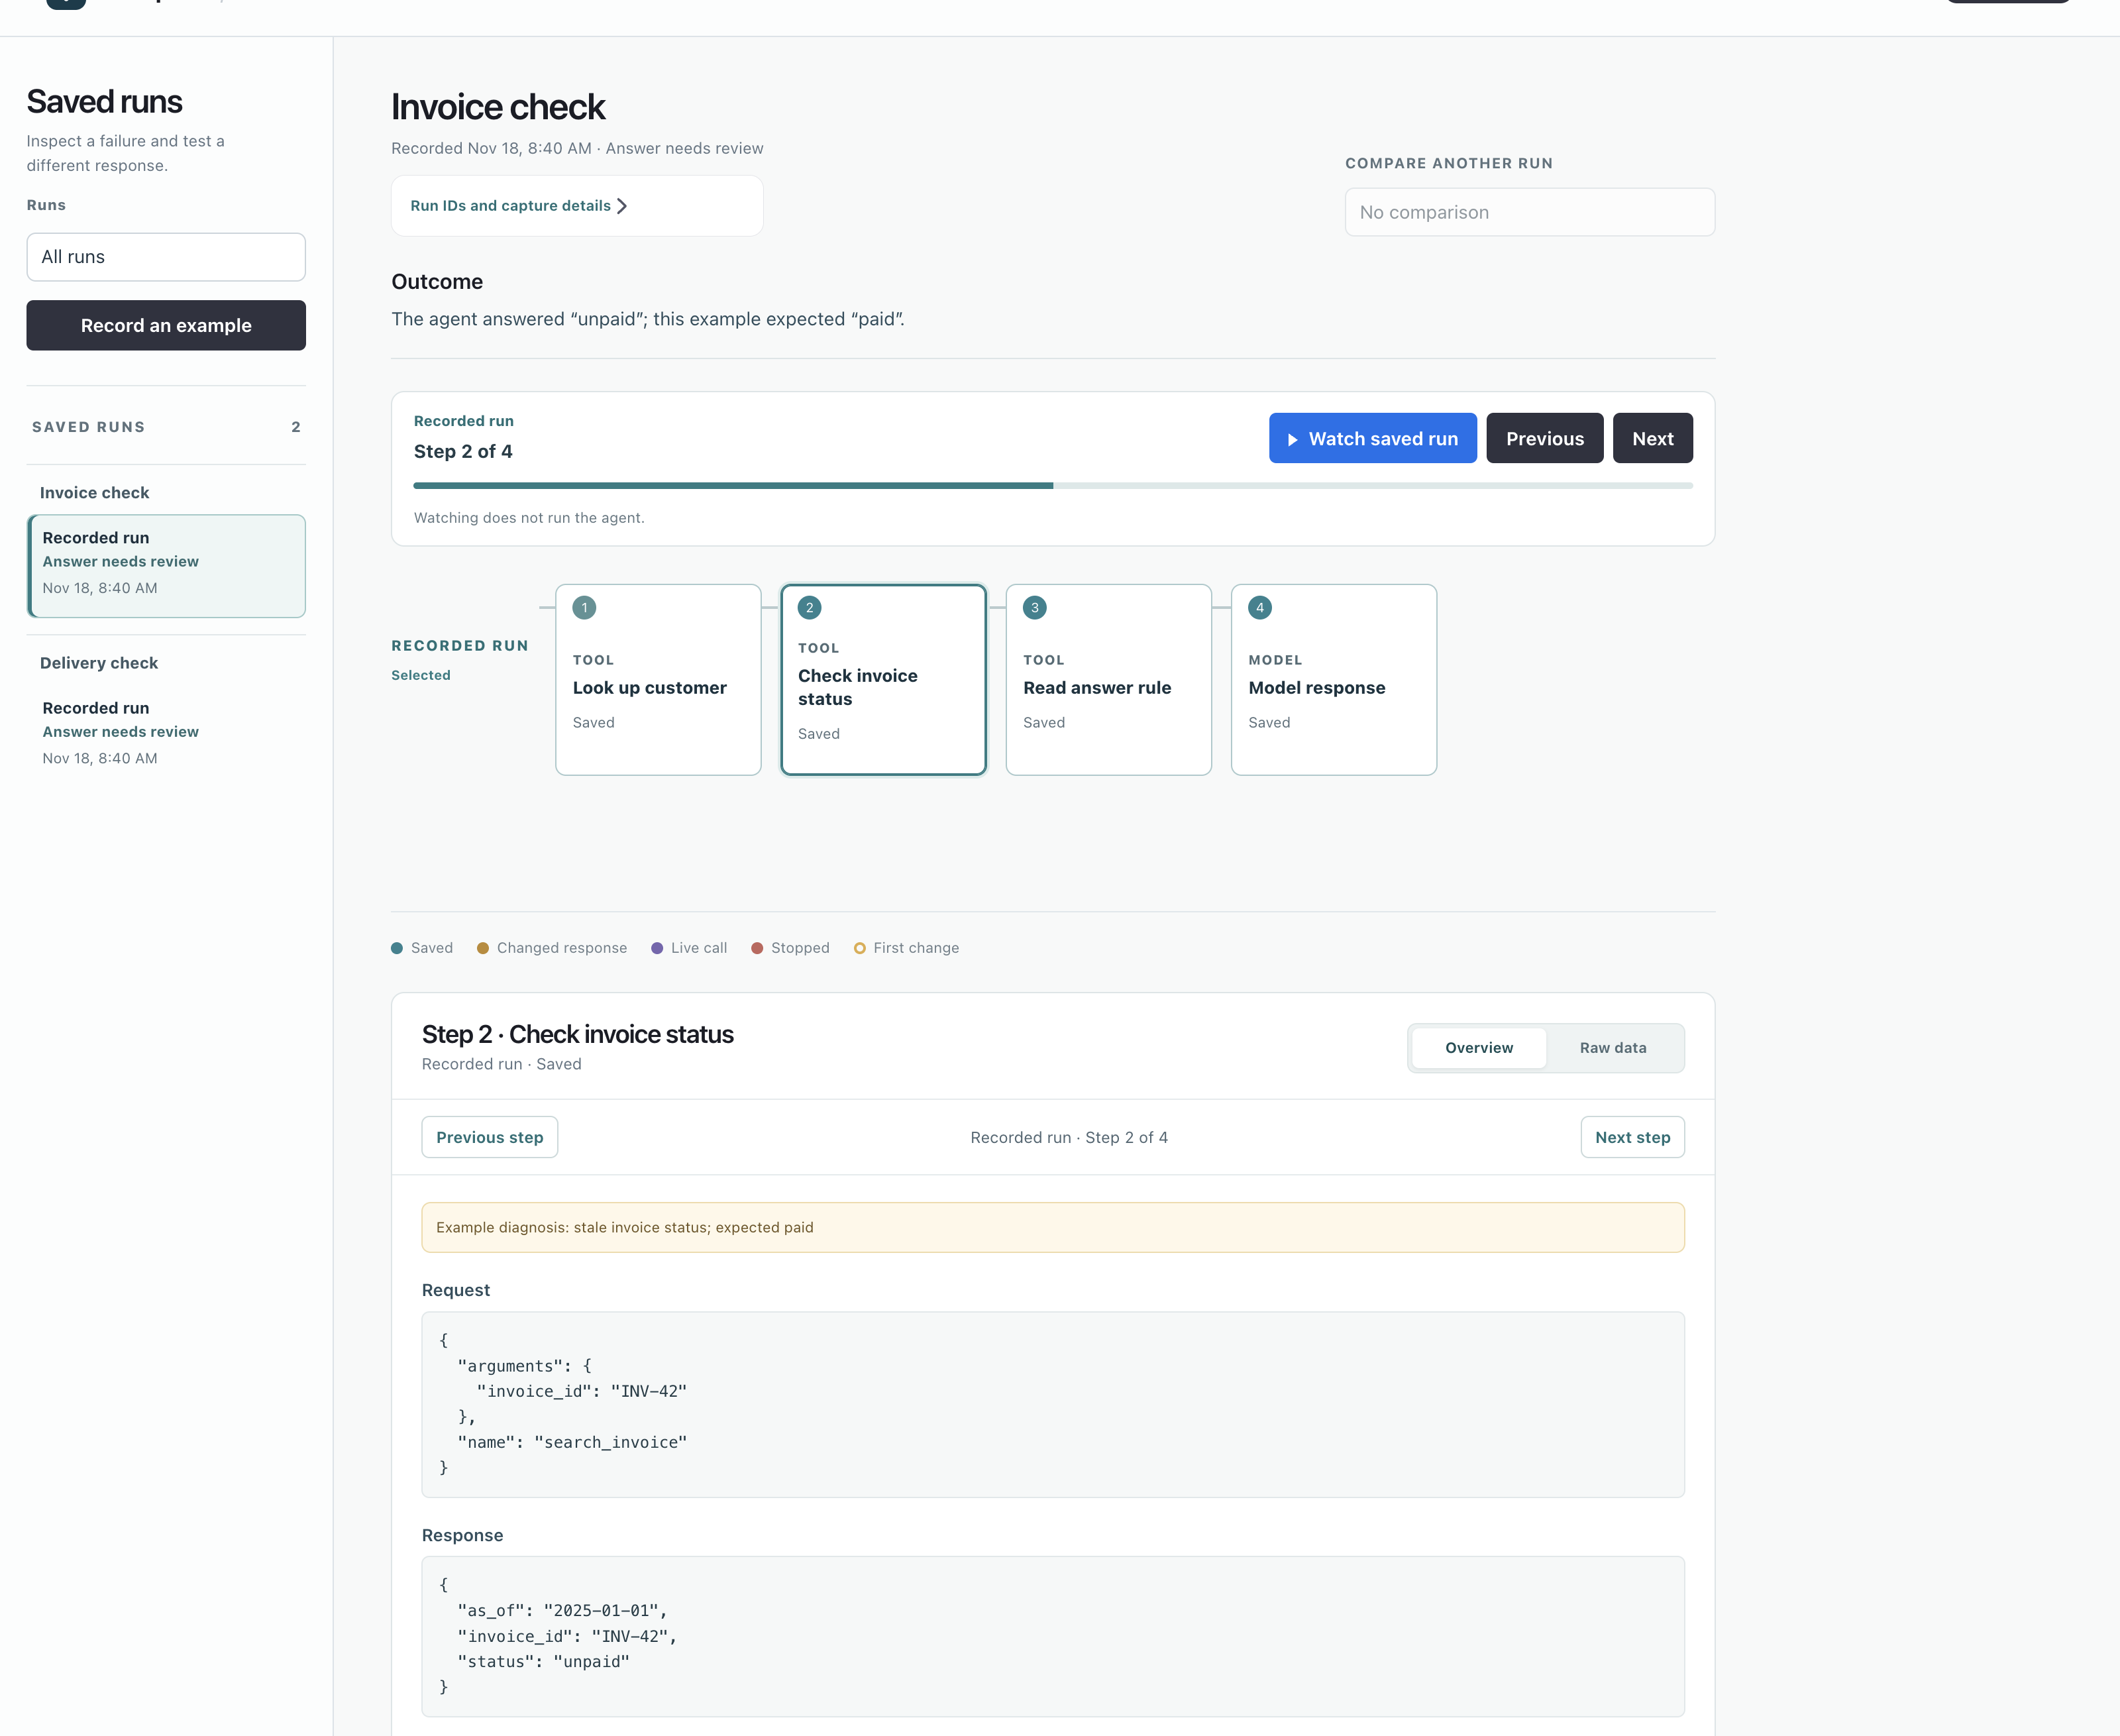 Saved runs
Inspect a failure and test a
different response.
Runs
All runs
Record an example
SAVED RUNS 2
Invoice check
Recorded run
Answer needs review
Nov 18, 8:40 AM
Delivery check
Recorded run
Answer needs review
Nov 18, 8:40 AM
Invoice check
Recorded Nov 18, 8:40 AM · Answer needs review
Run IDs and capture details
COMPARE ANOTHER RUN
No comparison
Outcome
The agent answered “unpaid”; this example expected “paid”.
Recorded run
Step 2 of 4
Watch saved run
Previous
Next
Watching does not run the agent.
RECORDED RUN
Selected
1
TOOL
Look up customer
Saved
2
TOOL
Check invoice
status
Saved
3
TOOL
Read answer rule
Saved
4
MODEL
Model response
Saved
Saved
Changed response
Live call
Stopped
First change
Step 2 · Check invoice status
Recorded run · Saved
Overview
Raw data
Previous step
Recorded run · Step 2 of 4
Next step
Example diagnosis: stale invoice status; expected paid
Request
{
  "arguments": {
    "invoice_id": "INV-42"
  },
  "name": "search_invoice"
}
Response
{
  "as_of": "2025-01-01",
  "invoice_id": "INV-42",
  "status": "unpaid"
}